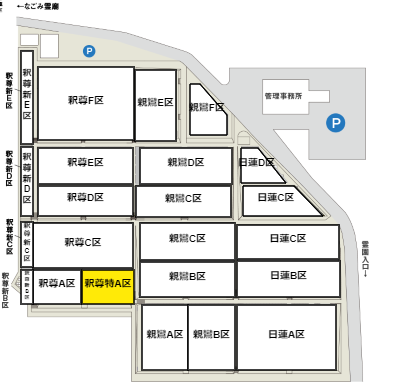 ←なごみ霊廟
P
釈尊新E区
釈尊F区
親鸞E区
親鸞F区
管理事務所
P
釈尊新E区
釈尊新D区
釈尊E区
親鸞D区
日蓮D区
釈尊新D区
釈尊D区
親鸞C区
日蓮C区
釈尊新C区
釈尊新C区
釈尊C区
親鸞C区
日蓮C区
霊園入口→
釈尊新B区
釈尊A区
釈尊特A区
親鸞B区
日蓮B区
親鸞A区
親鸞B区
日蓮A区